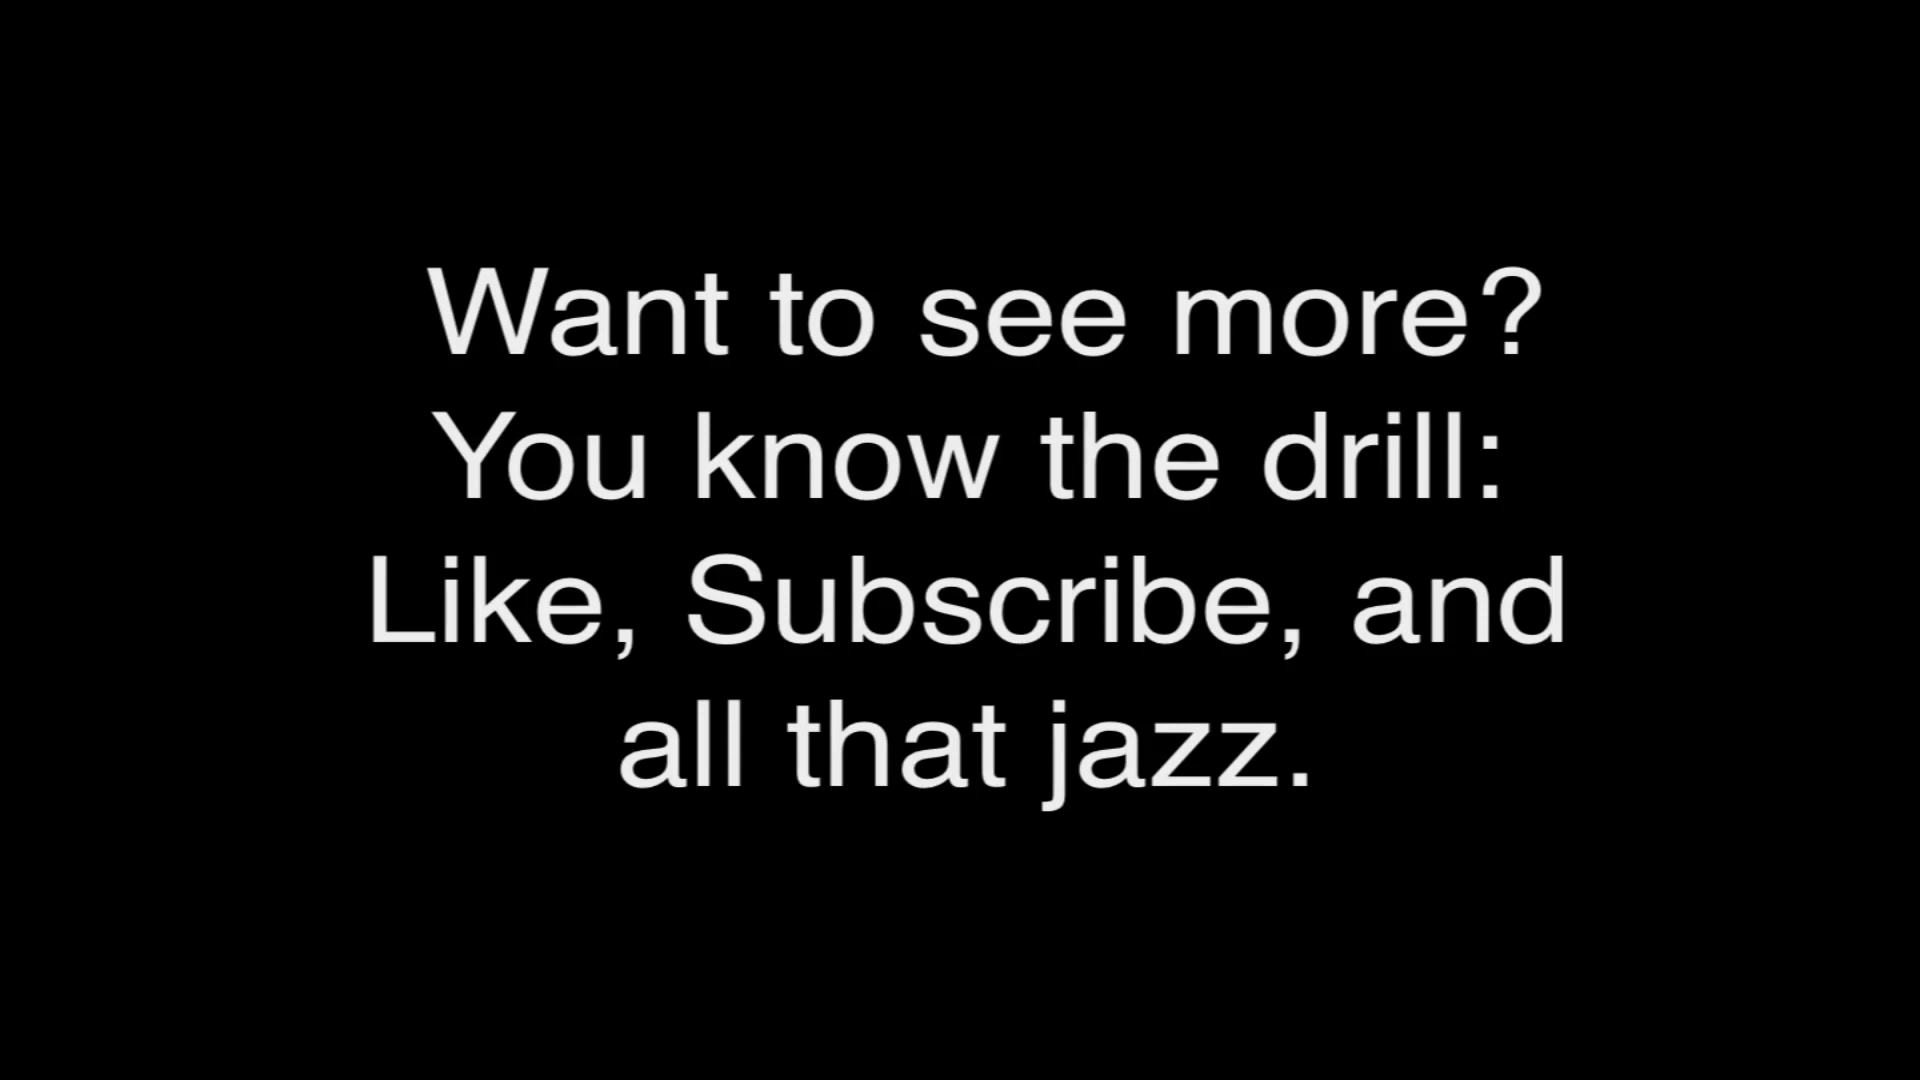 Want to see more?
You know the drill:
Like, Subscribe, and
all that jazz.